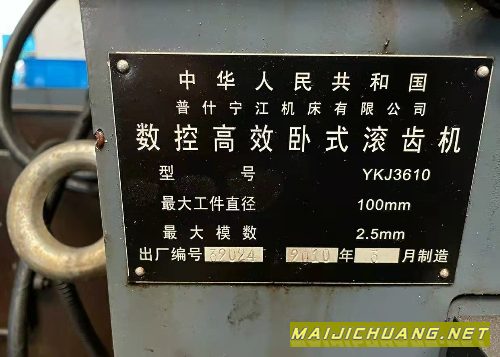 中华人民共和国
普什宁江机床有限公司
数控高效卧式滚齿机
型 号 YKJ3610
最大工件直径 100mm
最大模数 2.5mm
出厂编号 39024 2010 年 月制造
MAIJICHUANG.NET